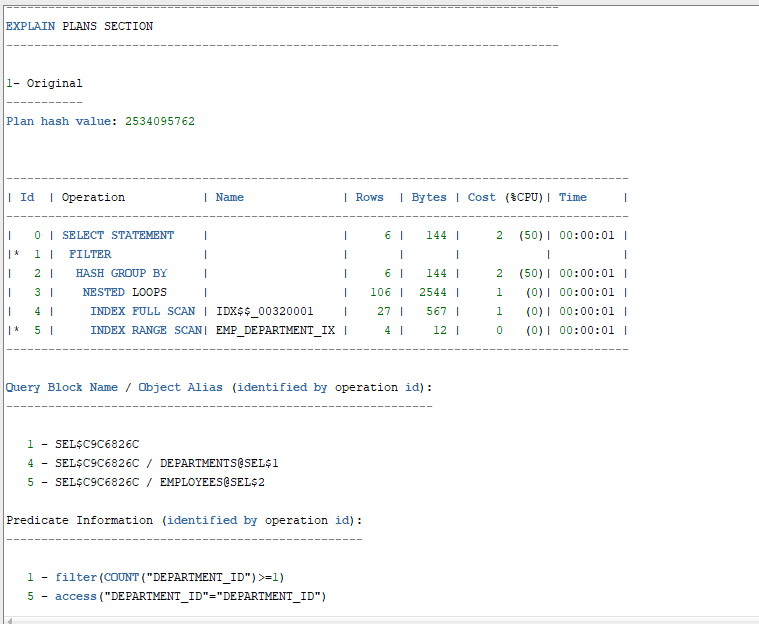 -------------------------------------------------------------------------------
EXPLAIN PLANS SECTION
-------------------------------------------------------------------------------
1- Original
-----------
Plan hash value: 2534095762
-----------------------------------------------------------------------------------------
| Id  | Operation           | Name              | Rows  | Bytes | Cost (%CPU)| Time     |
-----------------------------------------------------------------------------------------
|   0 | SELECT STATEMENT    |                   |     6 |   144 |     2  (50)| 00:00:01 |
|*  1 |  FILTER             |                   |       |       |            |          |
|   2 |   HASH GROUP BY     |                   |     6 |   144 |     2  (50)| 00:00:01 |
|   3 |    NESTED LOOPS     |                   |   106 |  2544 |     1   (0)| 00:00:01 |
|   4 |     INDEX FULL SCAN | IDX$$_00320001    |    27 |   567 |     1   (0)| 00:00:01 |
|*  5 |     INDEX RANGE SCAN| EMP_DEPARTMENT_IX |     4 |    12 |     0   (0)| 00:00:01 |
-----------------------------------------------------------------------------------------
Query Block Name / Object Alias (identified by operation id):
-------------------------------------------------------------
1 - SEL$C9C6826C
4 - SEL$C9C6826C / DEPARTMENTS@SEL$1
5 - SEL$C9C6826C / EMPLOYEES@SEL$2
Predicate Information (identified by operation id):
---------------------------------------------------
1 - filter(COUNT("DEPARTMENT_ID")>=1)
5 - access("DEPARTMENT_ID"="DEPARTMENT_ID")